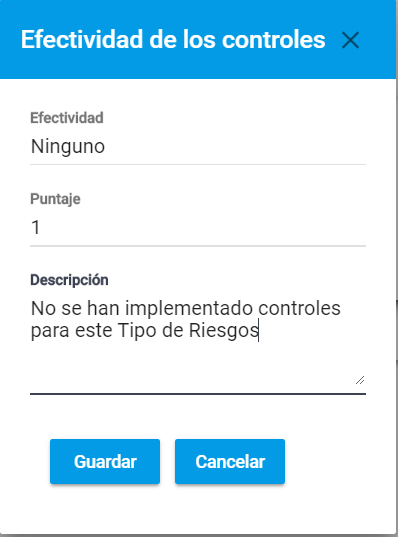 Efectividad de los controles
Efectividad
Ninguno
Puntaje
1
Descripción
No se han implementado controles
para este Tipo de Riesgos
Guardar
Cancelar